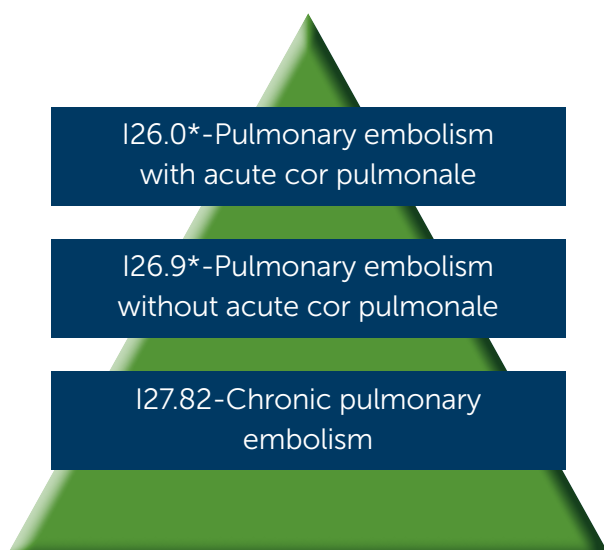 I26.0*-Pulmonary embolism
with acute cor pulmonale
I26.9*-Pulmonary embolism
without acute cor pulmonale
I27.82-Chronic pulmonary
embolism